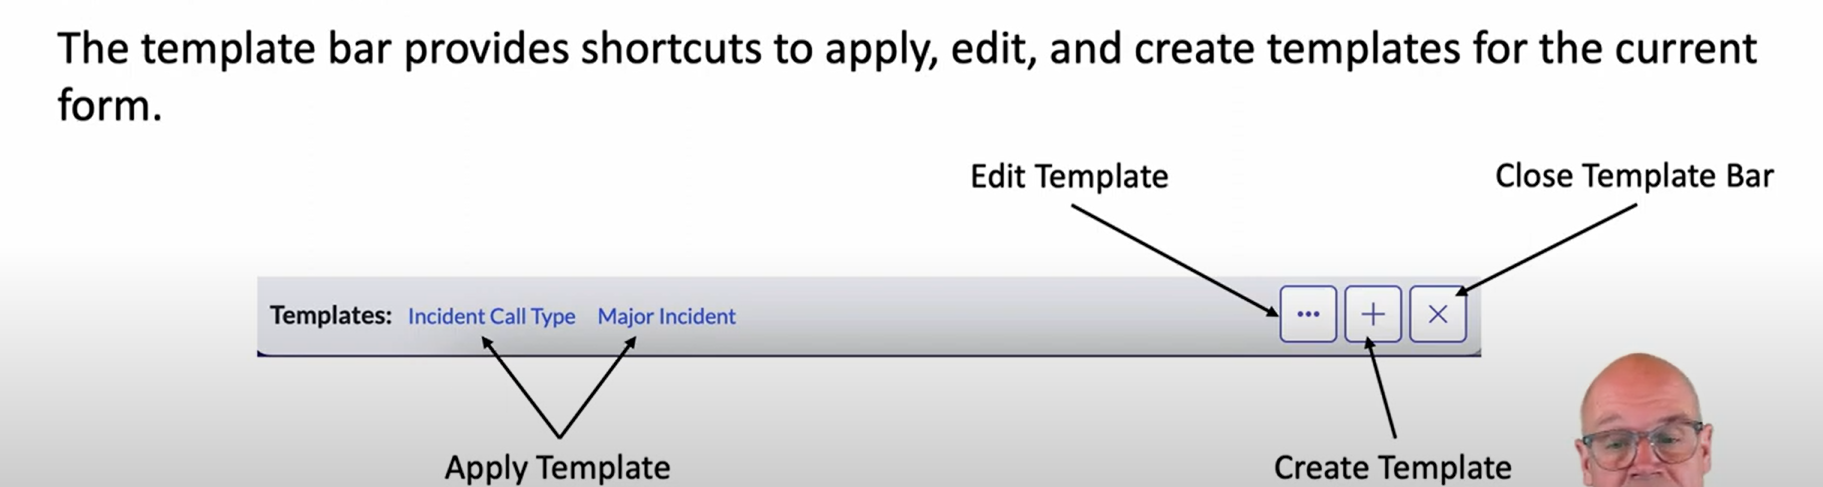 The template bar provides shortcuts to apply, edit, and create templates for the current
form.
Edit Template
Close Template Bar
Templates: Incident Call Type Major Incident
Apply Template
Create Template